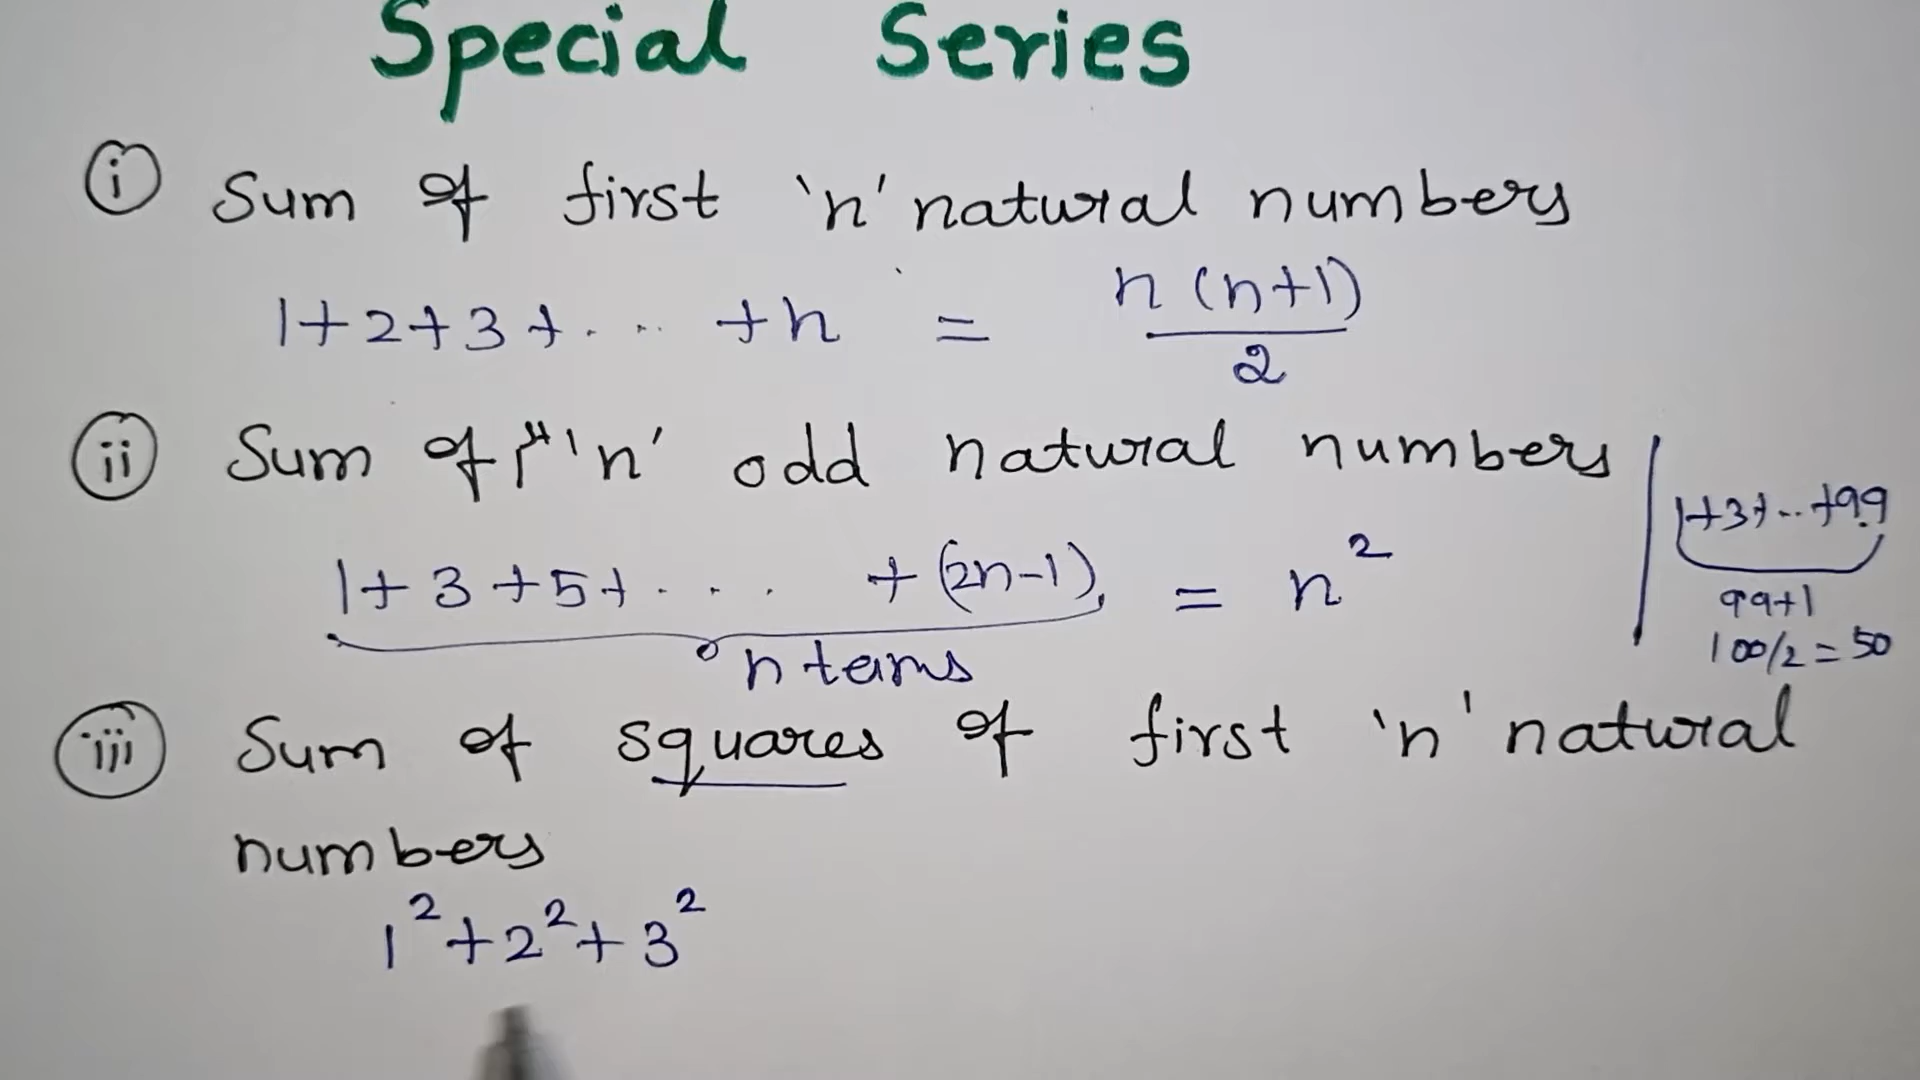 Special Series
(i) Sum of first 'n' natural numbers
1+2+3+. ... +n = n(n+1)/2
(ii) Sum of 'n' odd natural numbers
1+3+5+. . . . +(2n-1) = n²
n terms
1+3+...+99
99+1
100/2=50
(iii) Sum of squares of first 'n' natural
numbers
1²+2²+3²